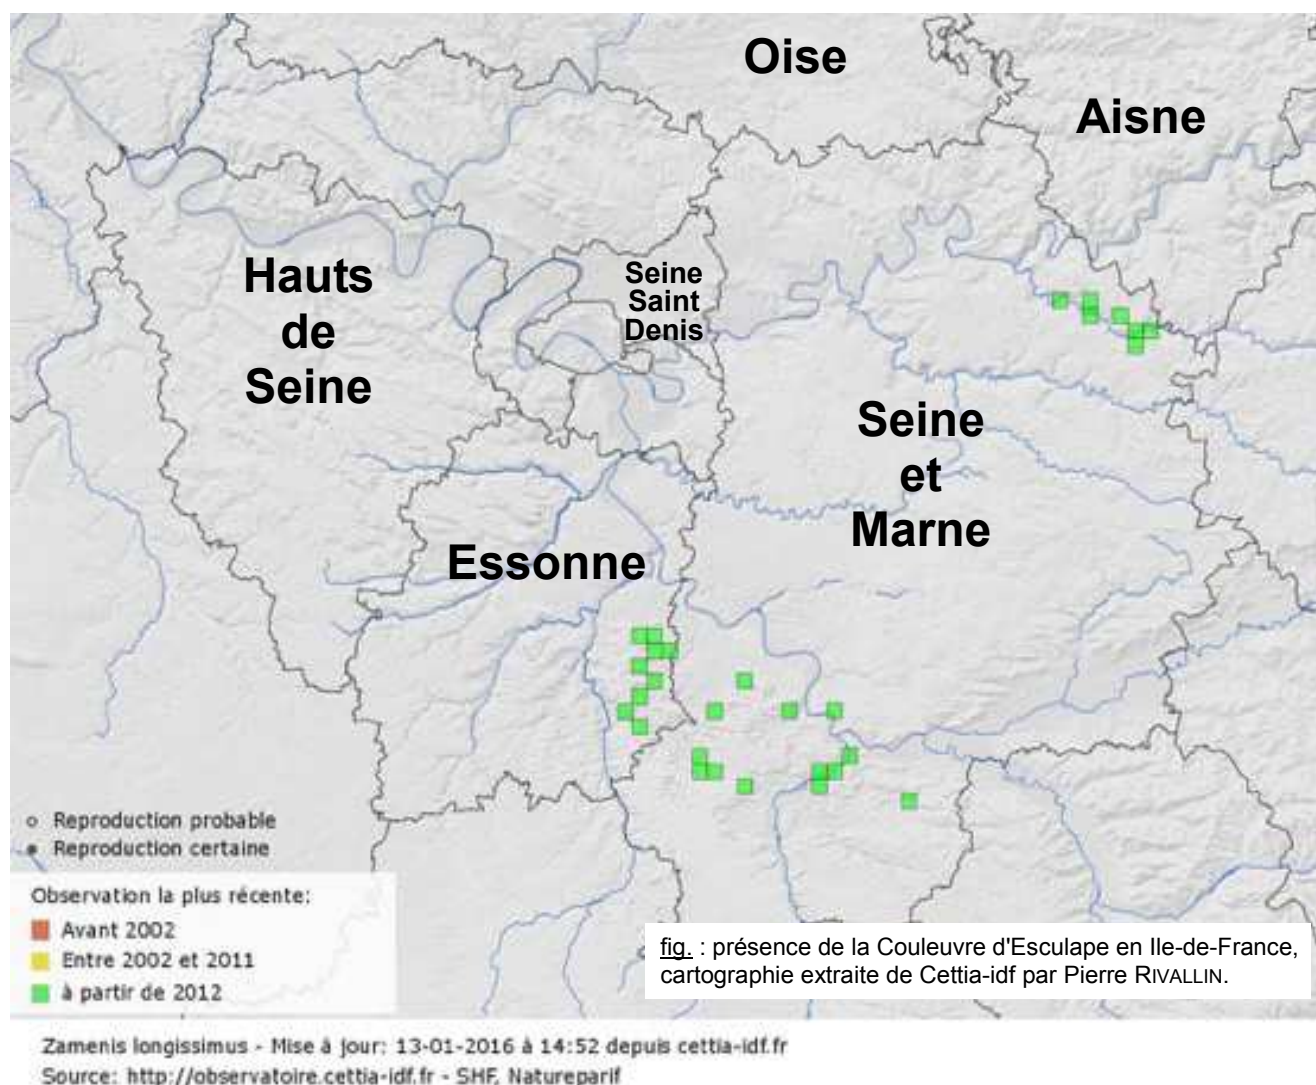 Oise
Aisne
Hauts
de
Seine
Seine
Saint
Denis
Seine
et
Marne
Essonne
Reproduction probable
Reproduction certaine
Observation la plus récente:
Avant 2002
Entre 2002 et 2011
à partir de 2012
fig. : présence de la Couleuvre d'Esculape en Ile-de-France,
cartographie extraite de Cettia-idf par Pierre RIVALLIN.
Zamenis longissimus - Mise à jour: 13-01-2016 à 14:52 depuis cettia-idf.fr
Source: http://observatoire.cettia-idf.fr - SHF, Natureparif